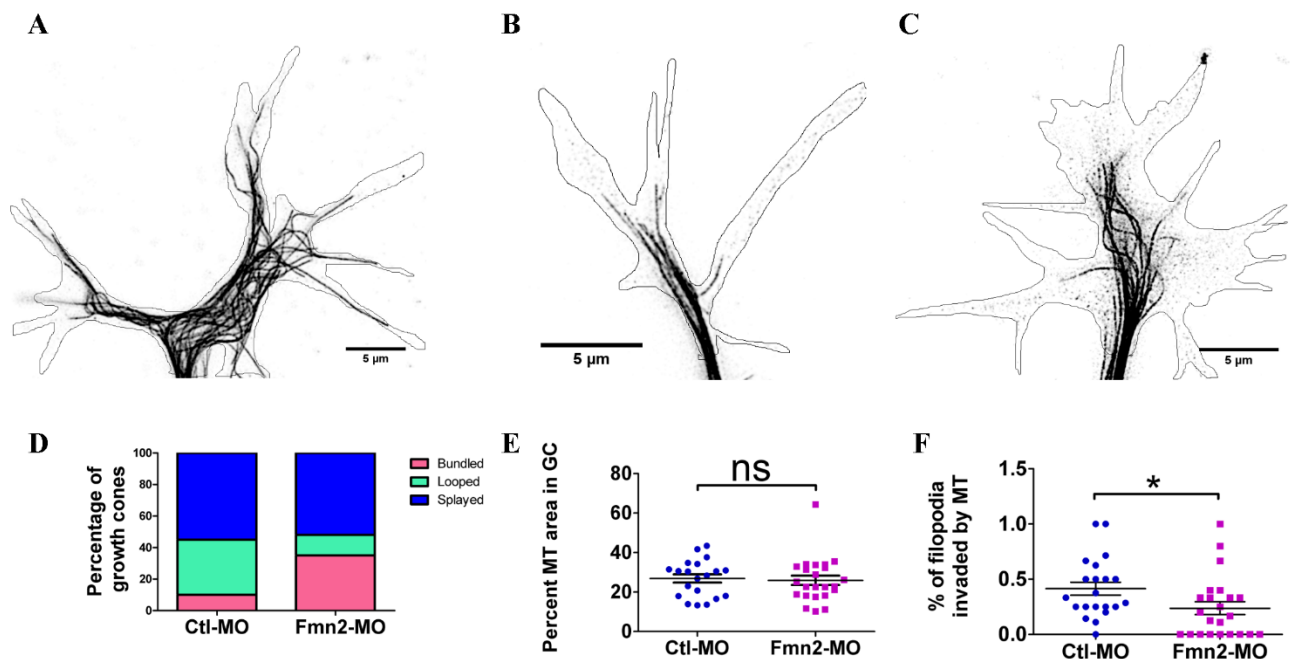 A
B
C
5 μm
5 μm
5 μm
D
Percentage of
growth cones
100
80
60
40
20
0
Ctl-MO Fmn2-MO
Bundled
Looped
Splayed
E
Percent MT area in GC
80
60
40
20
0
ns
Ctl-MO Fmn2-MO
F
% of filopodia
invaded by MT
1.5
1.0
0.5
0.0
*
Ctl-MO Fmn2-MO